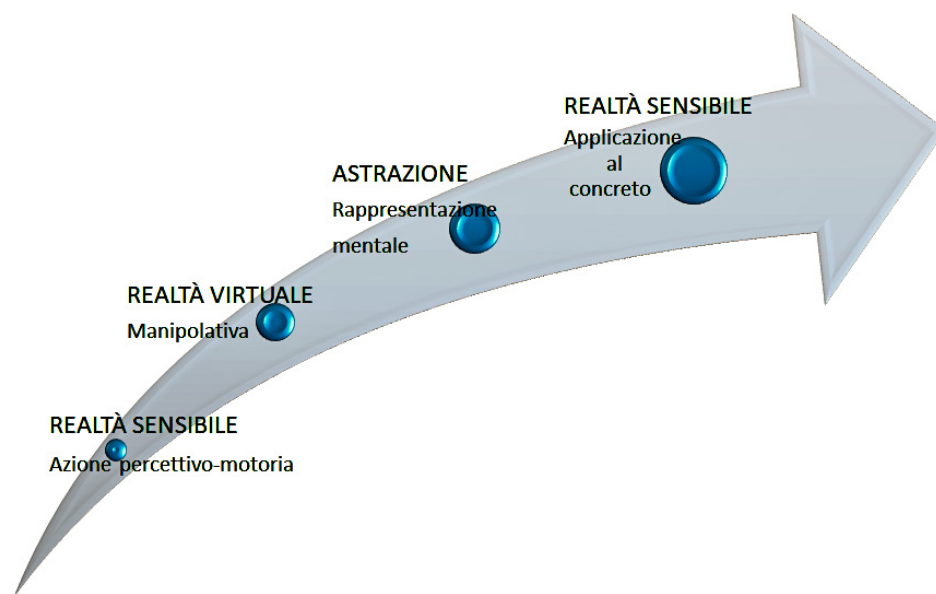 REALTÀ SENSIBILE
Applicazione
al
concreto
ASTRAZIONE
Rappresentazione
mentale
REALTÀ VIRTUALE
Manipolativa
REALTÀ SENSIBILE
Azione percettivo-motoria